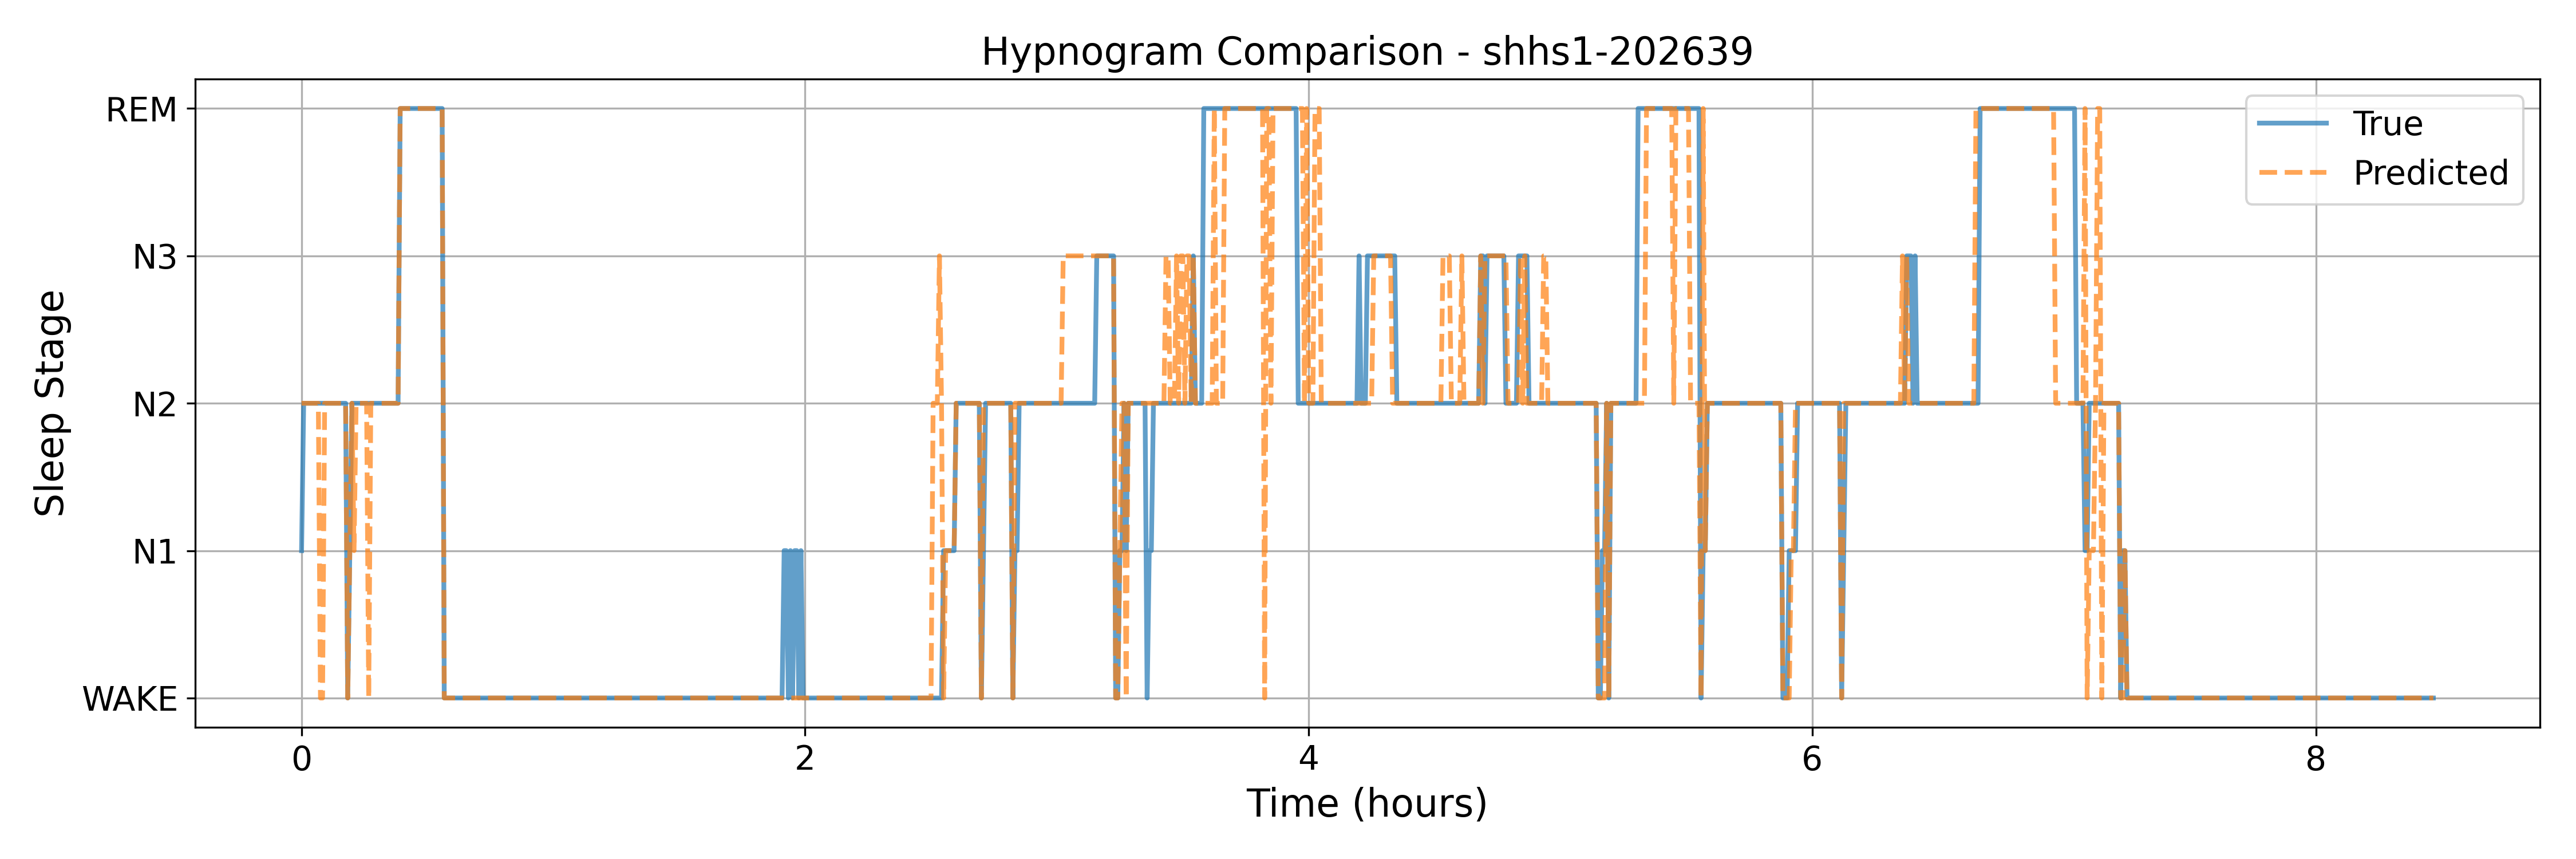 Hypnogram Comparison - shhs1-202639
REM
N3
N2
N1
WAKE
Sleep Stage
True
Predicted
0
2
4
6
8
Time (hours)